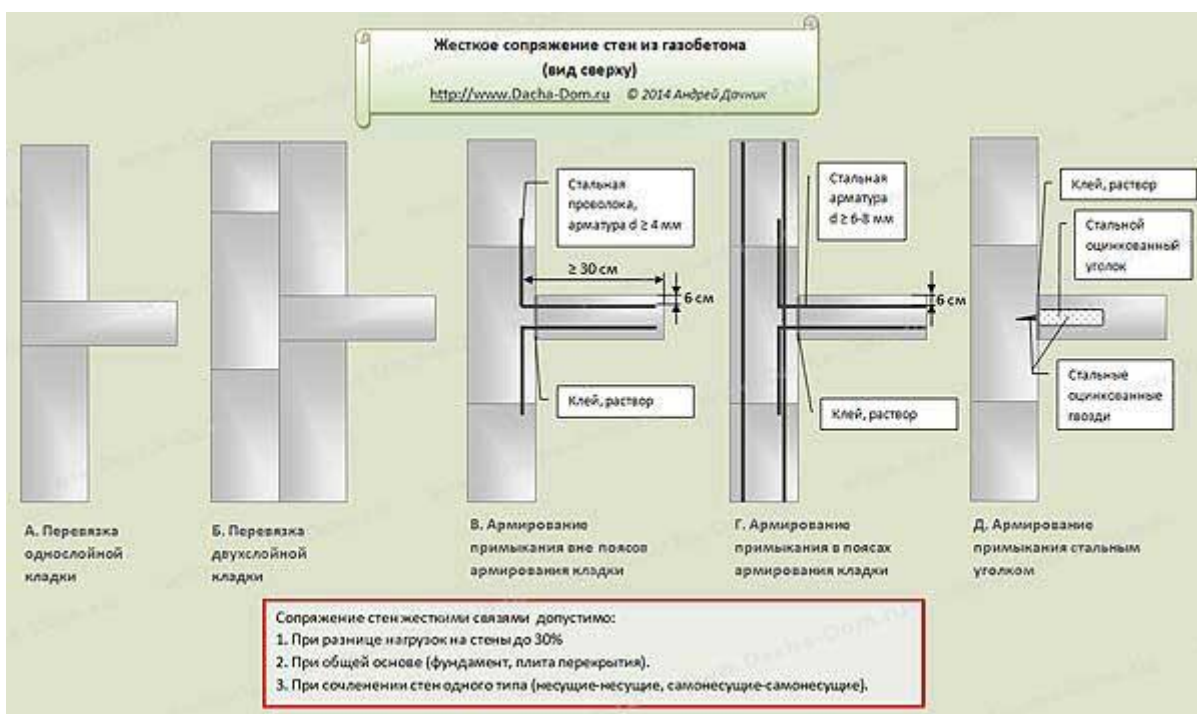 Жесткое сопряжение стен из газобетона
(вид сверху)
http://www.Dacha-Dom.ru © 2014 Андрей Дачник
Стальная
проволока,
арматура d ≥ 4 мм
≥ 30 см
6 см
Клей, раствор
Стальная
арматура
d ≥ 6-8 мм
6 см
Клей, раствор
Клей, раствор
Стальной
оцинкованный
уголок
Стальные
оцинкованные
гвозди
А. Перевязка
однослойной
кладки
Б. Перевязка
двухслойной
кладки
В. Армирование
примыкания вне поясов
армирования кладки
Г. Армирование
примыкания в поясах
армирования кладки
Д. Армирование
примыкания стальным
уголком
Сопряжение стен жесткими связями допустимо:
1. При разнице нагрузок на стены до 30%
2. При общей основе (фундамент, плита перекрытия).
3. При сочленении стен одного типа (несущие-несущие, самонесущие-самонесущие).